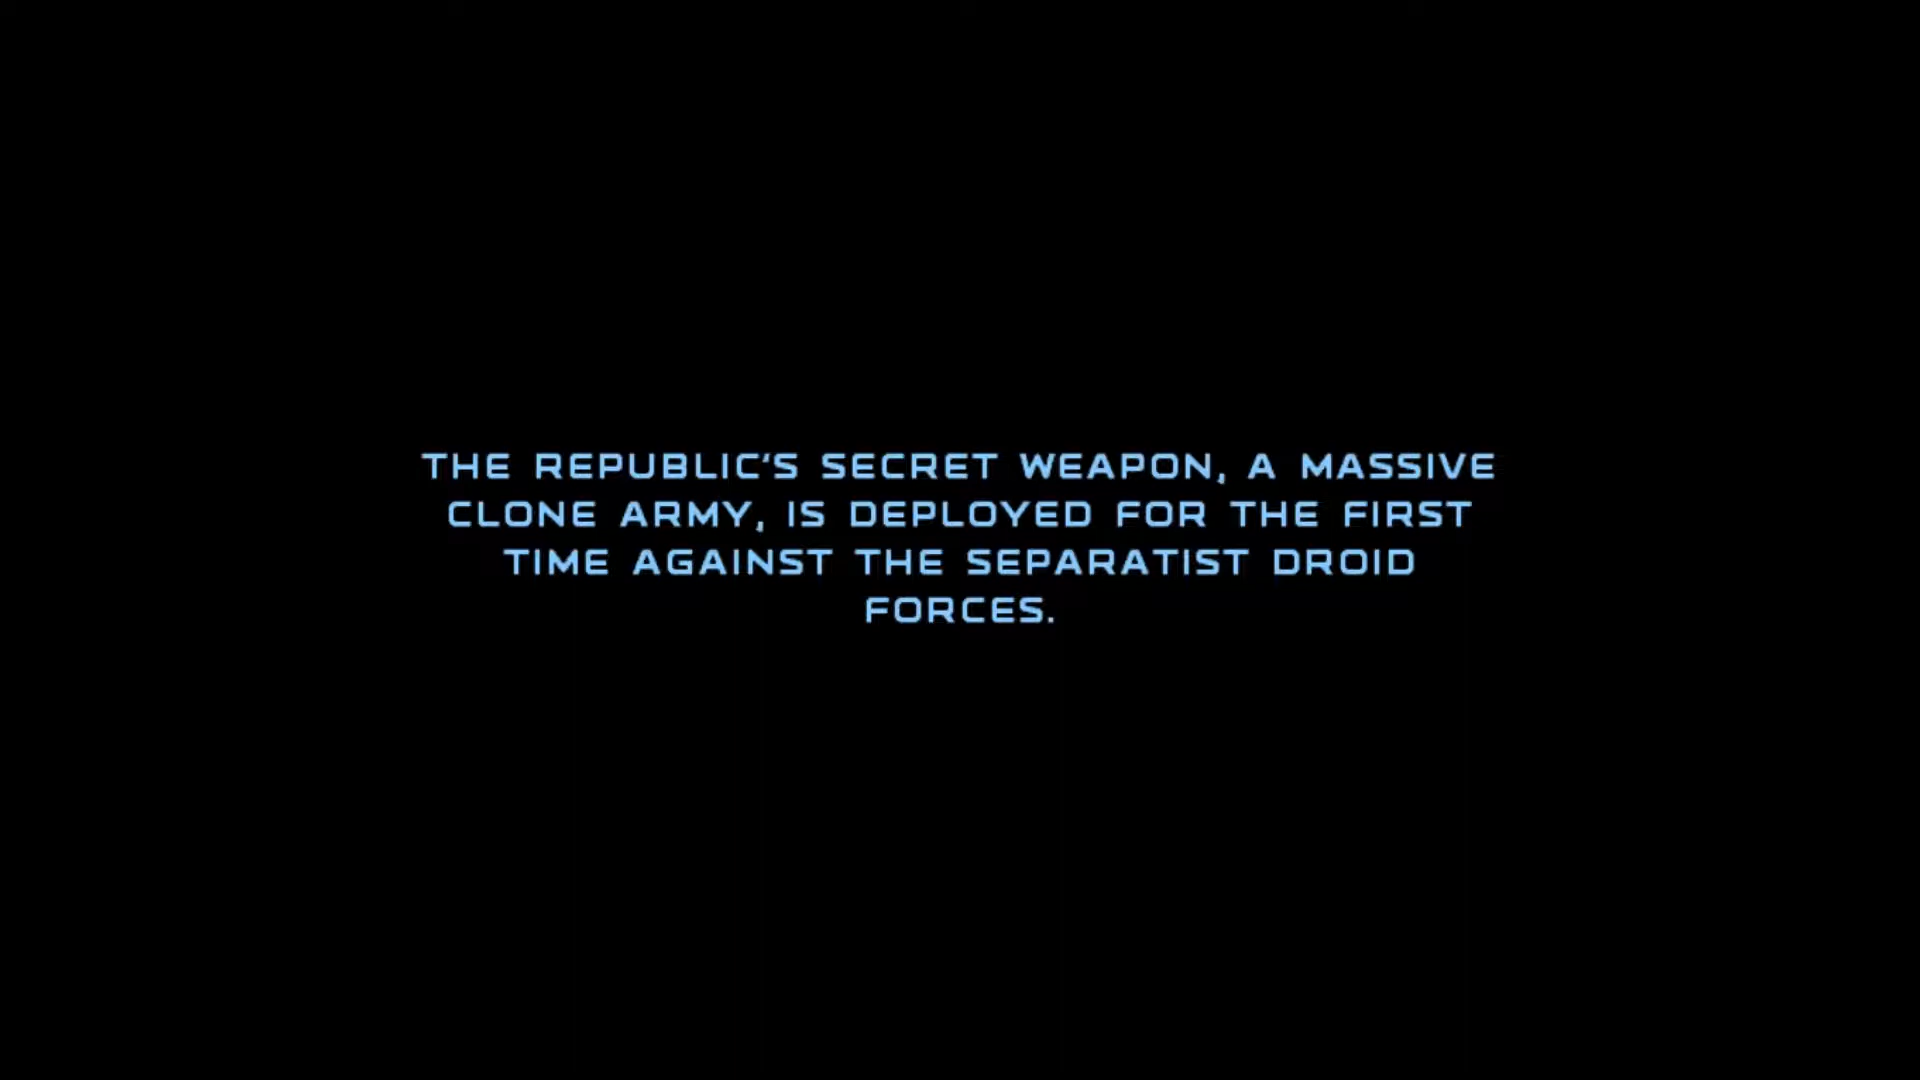 THE REPUBLIC'S SECRET WEAPON, A MASSIVE
CLONE ARMY, IS DEPLOYED FOR THE FIRST
TIME AGAINST THE SEPARATIST DROID
FORCES.